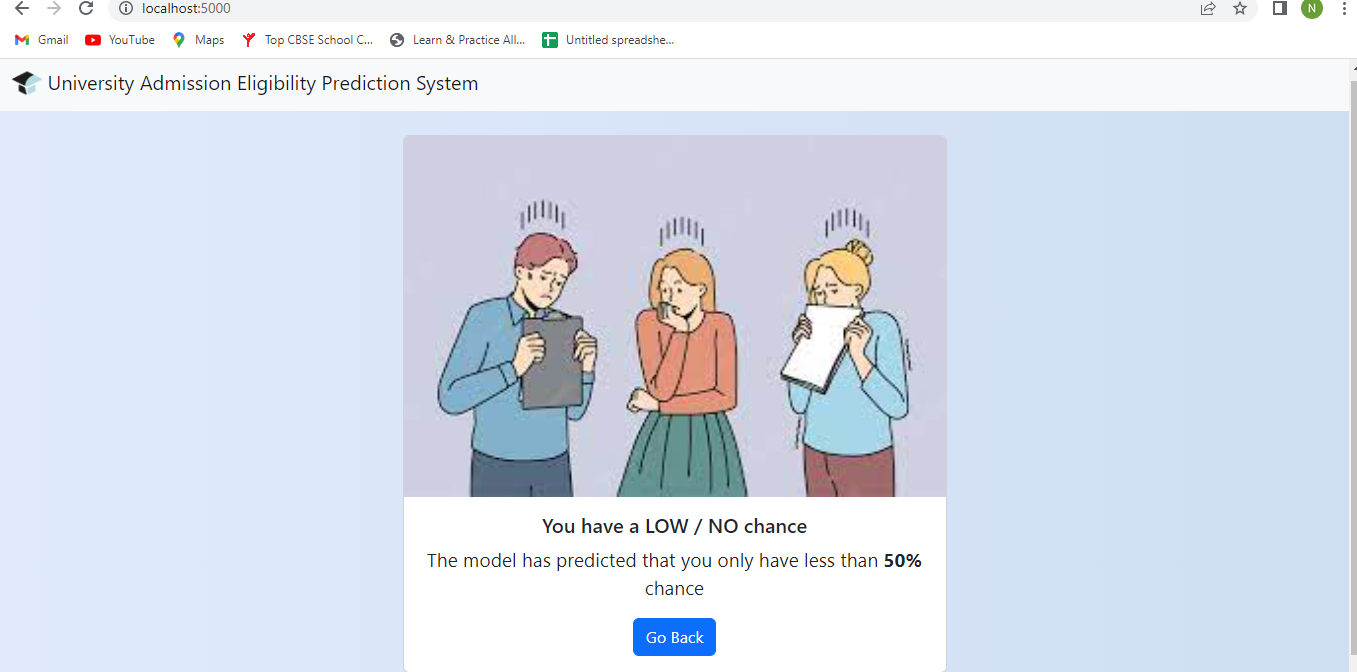 localhost:5000
N
Gmail YouTube Maps Top CBSE School C... Learn & Practice All... Untitled spreadshe...
University Admission Eligibility Prediction System
You have a LOW / NO chance
The model has predicted that you only have less than 50%
chance
Go Back